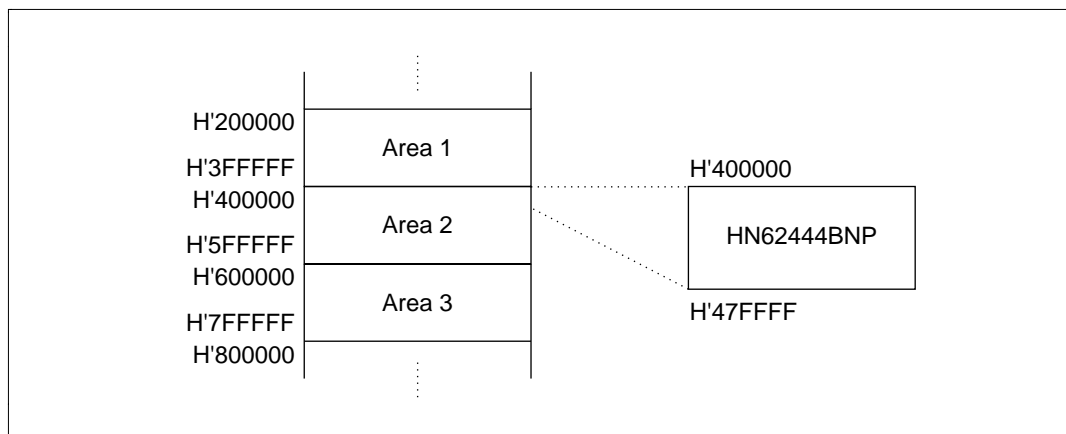 H'200000
Area 1
H'3FFFFF
H'400000
Area 2
H'5FFFFF
H'600000
Area 3
H'7FFFFF
H'800000
H'400000
HN62444BNP
H'47FFFF